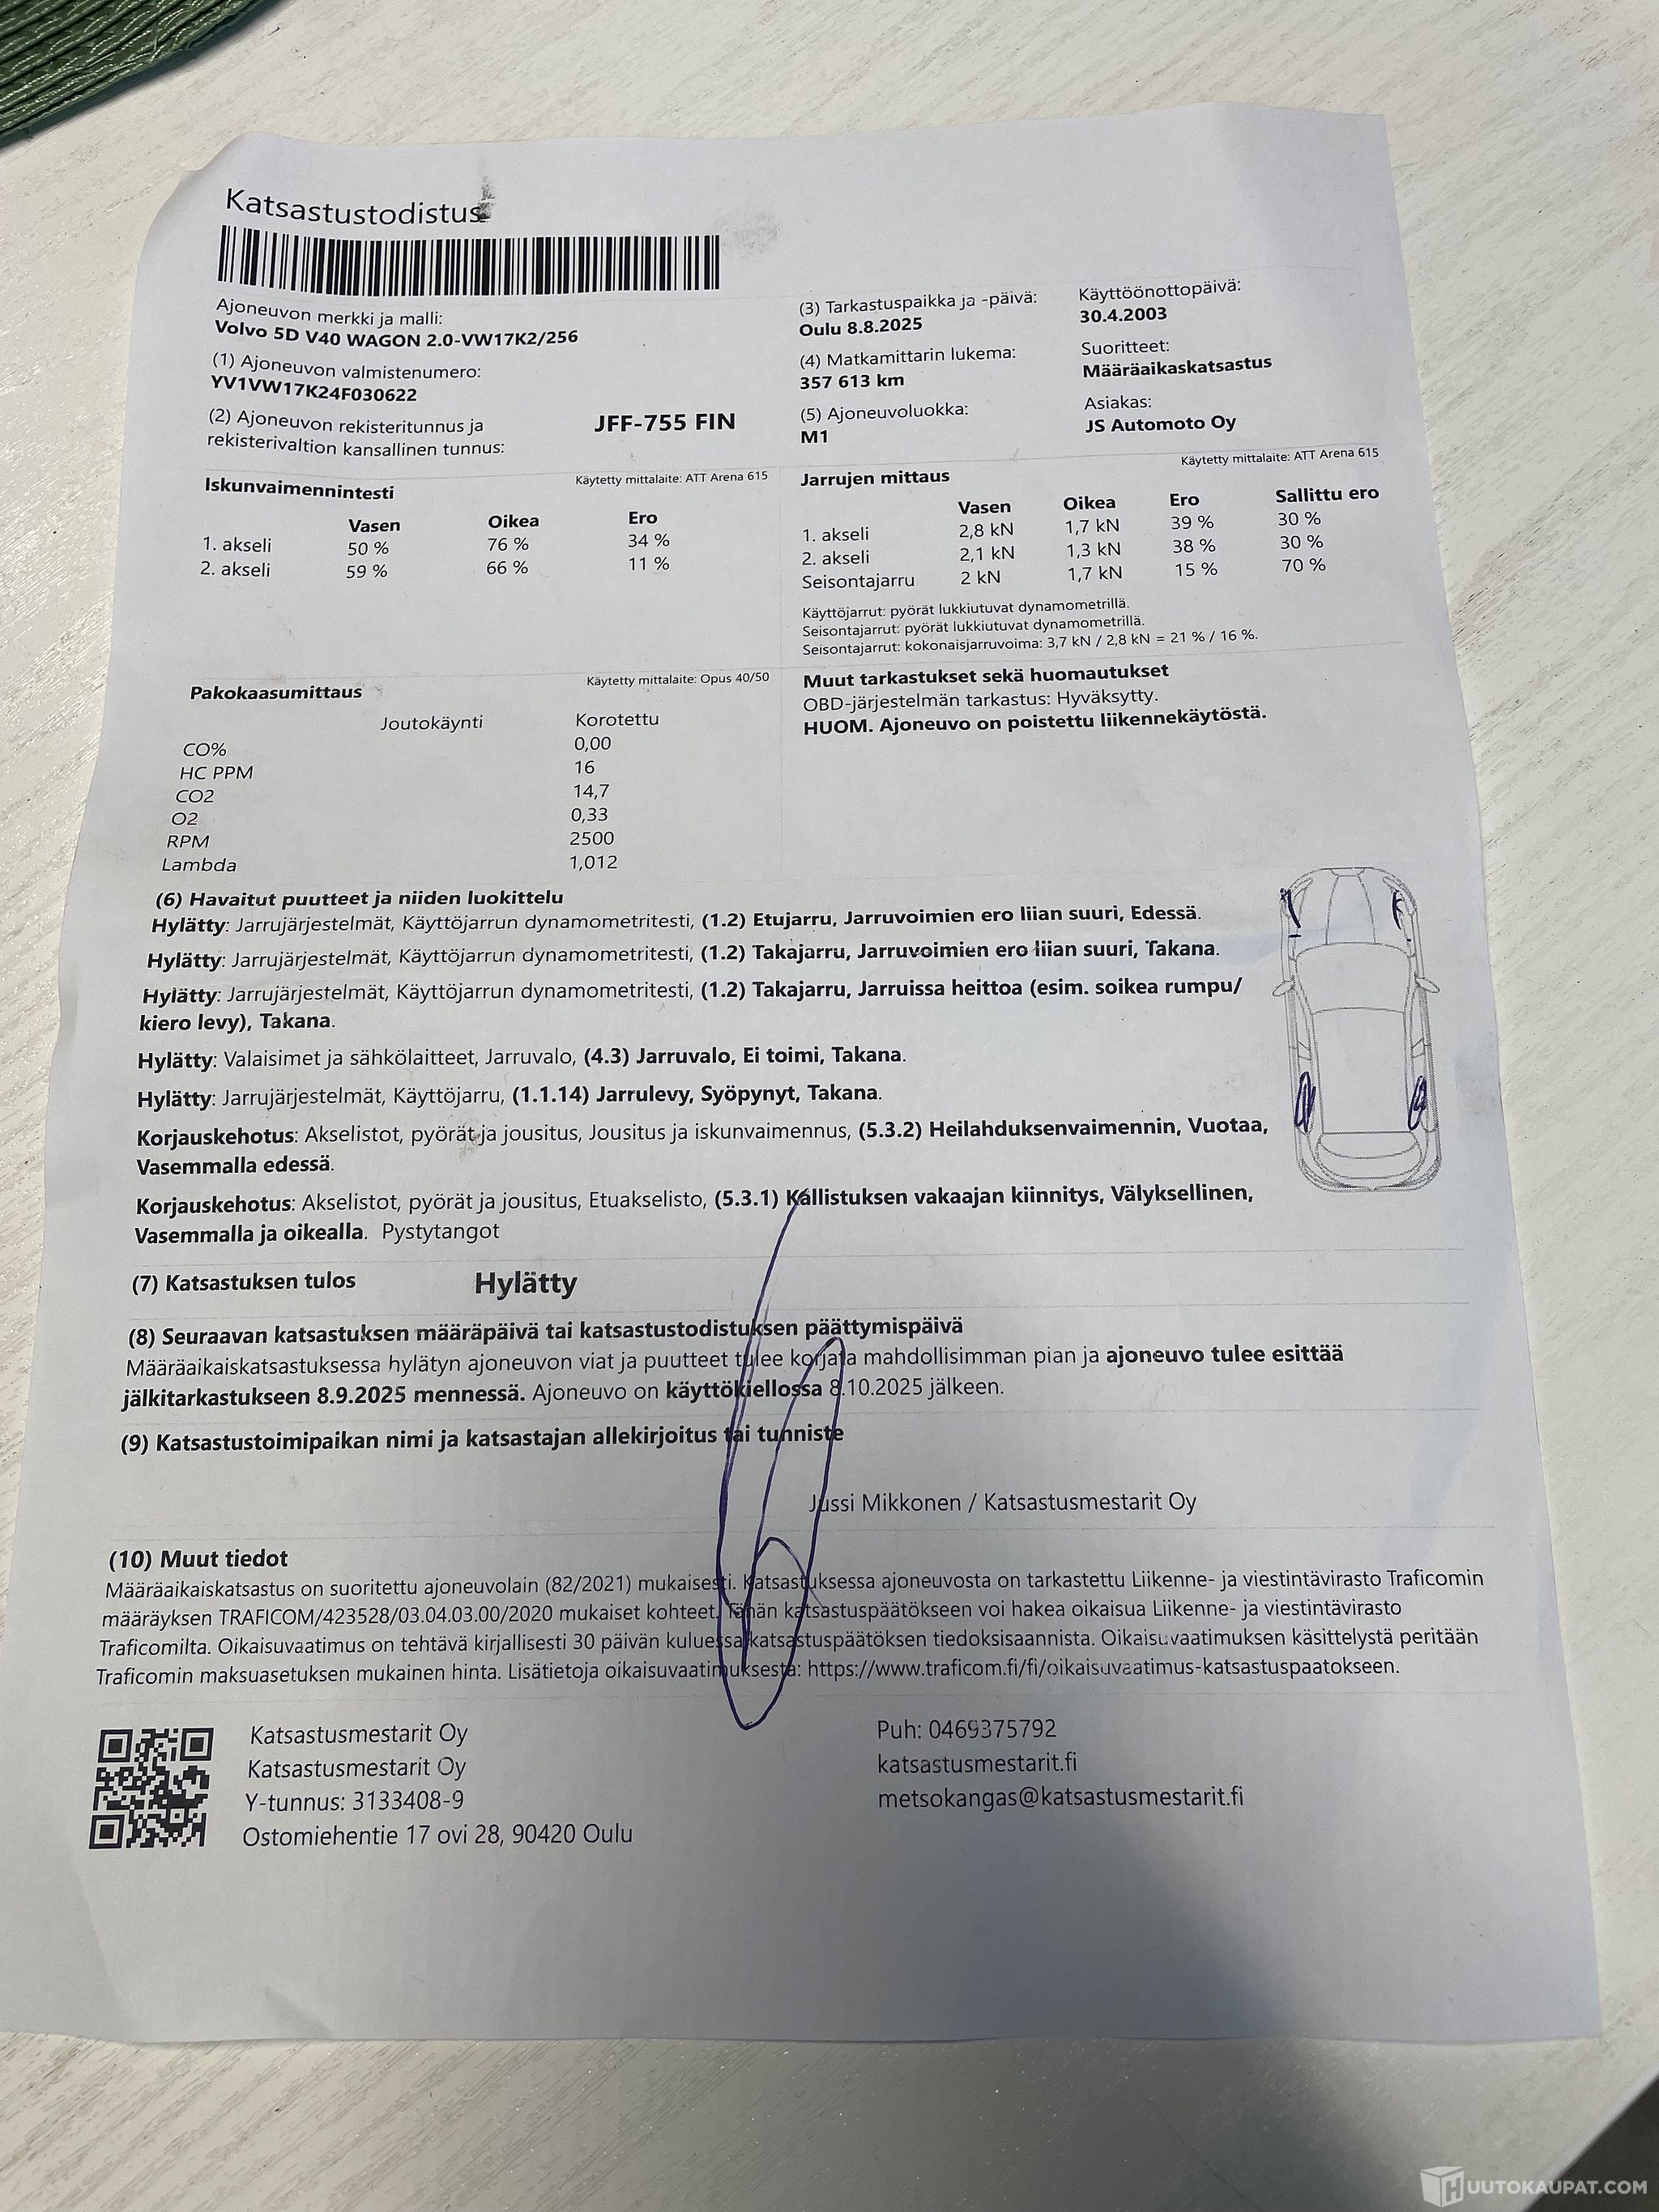 Katsastustodistus
Ajoneuvon merkki ja malli:
Volvo 5D V40 WAGON 2.0-VW17K2/256
(1) Ajoneuvon valmistenumero:
YV1VW17K24F030622
(2) Ajoneuvon rekisteritunnus ja
rekisterivaltion kansallinen tunnus:
JFF-755 FIN
(3) Tarkastuspaikka ja -päivä:
Oulu 8.8.2025
(4) Matkamittarin lukema:
357 613 km
(5) Ajoneuvoluokka:
M1
Käyttöönottopäivä:
30.4.2003
Suoritteet:
Määräaikaskatsastus
Asiakas:
JS Automoto Oy
Iskunvaimennintesti Käytetty mittalaite: ATT Arena 615
Vasen Oikea Ero
1. akseli 50 % 76 % 34 %
2. akseli 59 % 66 % 11 %
Jarrujen mittaus Käytetty mittalaite: ATT Arena 615
Vasen Oikea Ero Sallittu ero
1. akseli 2,8 kN 1,7 kN 39 % 30 %
2. akseli 2,1 kN 1,3 kN 38 % 30 %
Seisontajarru 2 kN 1,7 kN 15 % 70 %
Käyttöjarrut: pyörät lukkiutuvat dynamometrillä.
Seisontajarrut: pyörät lukkiutuvat dynamometrillä.
Seisontajarrut: kokonaisjarruvoima: 3,7 kN / 2,8 kN = 21 % / 16 %.
Pakokaasumittaus Käytetty mittalaite: Opus 40/50
Joutokäynti Korotettu
CO% 0,00
HC PPM 16
CO2 14,7
O2 0,33
RPM 2500
Lambda 1,012
Muut tarkastukset sekä huomautukset
OBD-järjestelmän tarkastus: Hyväksytty.
HUOM. Ajoneuvo on poistettu liikennekäytöstä.
(6) Havaitut puutteet ja niiden luokittelu
Hylätty: Jarrujärjestelmät, Käyttöjarrun dynamometritesti, (1.2) Etujarru, Jarruvoimien ero liian suuri, Edessä.
Hylätty: Jarrujärjestelmät, Käyttöjarrun dynamometritesti, (1.2) Takajarru, Jarruvoimien ero liian suuri, Takana.
Hylätty: Jarrujärjestelmät, Käyttöjarrun dynamometritesti, (1.2) Takajarru, Jarruissa heittoa (esim. soikea rumpu/
kiero levy), Takana.
Hylätty: Valaisimet ja sähkölaitteet, Jarruvalo, (4.3) Jarruvalo, Ei toimi, Takana.
Hylätty: Jarrujärjestelmät, Käyttöjarru, (1.1.14) Jarrulevy, Syöpynyt, Takana.
Korjauskehotus: Akselistot, pyörät ja jousitus, Jousitus ja iskunvaimennus, (5.3.2) Heilahduksenvaimennin, Vuotaa,
Vasemmalla edessä.
Korjauskehotus: Akselistot, pyörät ja jousitus, Etuakselisto, (5.3.1) Kallistuksen vakaajan kiinnitys, Välyksellinen,
Vasemmalla ja oikealla. Pystytangot
(7) Katsastuksen tulos Hylätty
(8) Seuraavan katsastuksen määräpäivä tai katsastustodistuksen päättymispäivä
Määräaikaiskatsastuksessa hylätyn ajoneuvon viat ja puutteet tulee korjata mahdollisimman pian ja ajoneuvo tulee esittää
jälkitarkastukseen 8.9.2025 mennessä. Ajoneuvo on käyttökiellossa 8.10.2025 jälkeen.
(9) Katsastustoimipaikan nimi ja katsastajan allekirjoitus tai tunniste
Jussi Mikkonen / Katsastusmestarit Oy
(10) Muut tiedot
Määräaikaiskatsastus on suoritettu ajoneuvolain (82/2021) mukaisesti. Katsastuksessa ajoneuvosta on tarkastettu Liikenne- ja viestintävirasto Traficomin
määräyksen TRAFICOM/423528/03.04.03.00/2020 mukaiset kohteet. Tähän katsastuspäätökseen voi hakea oikaisua Liikenne- ja viestintävirasto
Traficomilta. Oikaisuvaatimus on tehtävä kirjallisesti 30 päivän kuluessa katsastuspäätöksen tiedoksisaannista. Oikaisuvaatimuksen käsittelystä peritään
Traficomin maksuasetuksen mukainen hinta. Lisätietoja oikaisuvaatimuksesta: https://www.traficom.fi/fi/oikaisuvaatimus-katsastuspaatokseen.
Katsastusmestarit Oy
Katsastusmestarit Oy
Y-tunnus: 3133408-9
Ostomiehentie 17 ovi 28, 90420 Oulu
Puh: 0469375792
katsastusmestarit.fi
metsokangas@katsastusmestarit.fi
HUUTOKAUPAT.COM